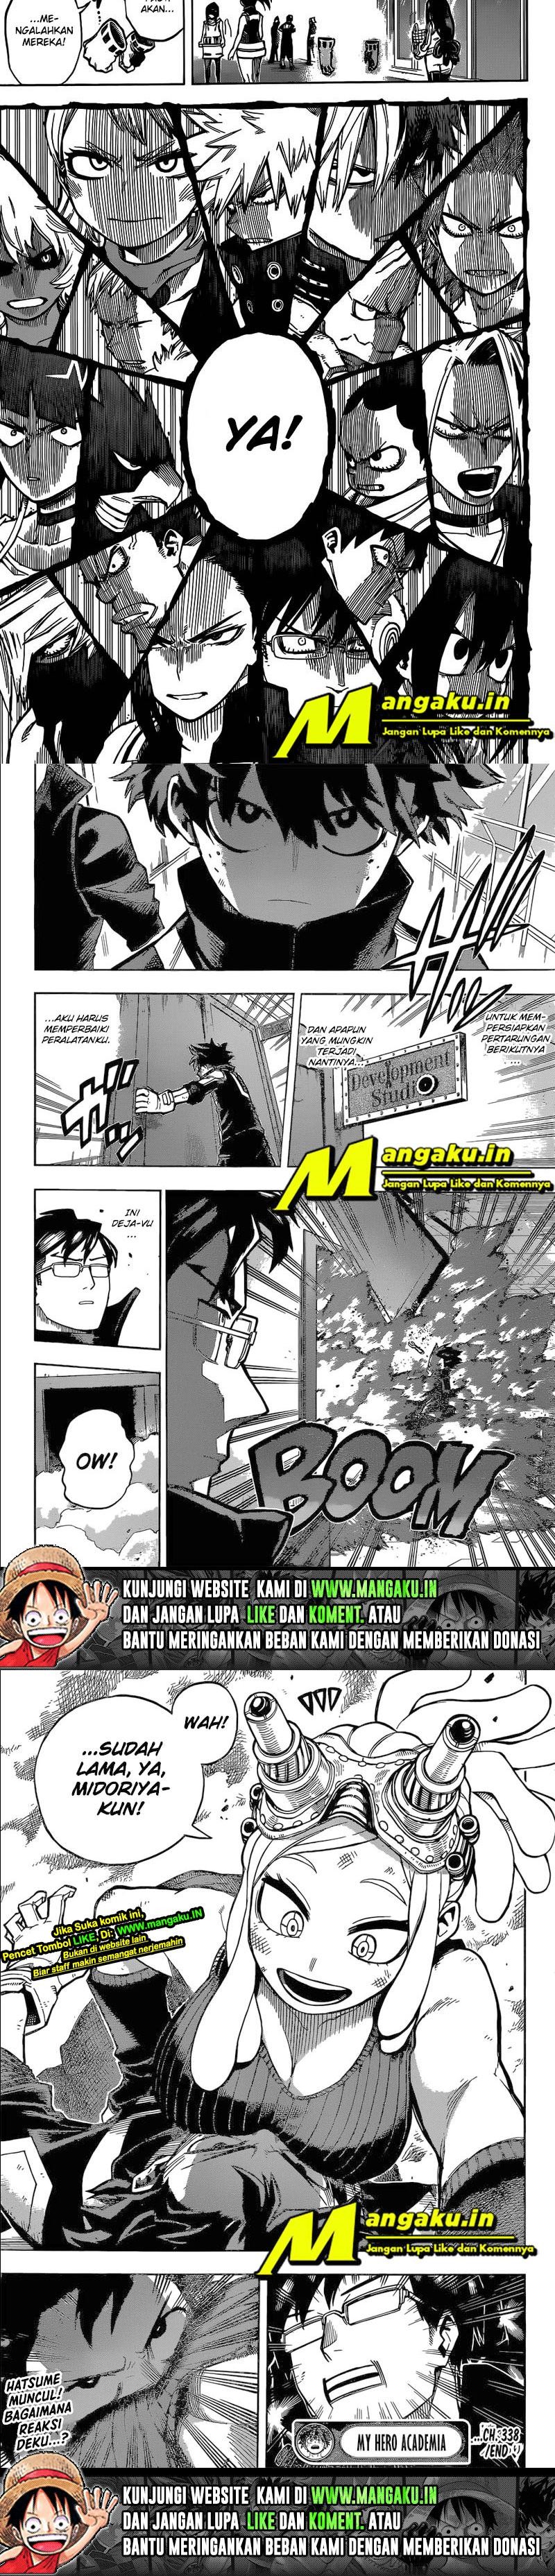 AKAN...
...ME-
NGALAHKAN
MEREKA!
YA!
Mangaku.in
Jangan Lupa Like dan Komennya
UNTUK MEM-
PERSIAPKAN
PERTARUNGAN
BERIKUTNYA
...
DAN APAPUN
YANG MUNGKIN
TERJADI
NANTINYA...
Development
Studio
...AKU HARUS
MEMPERBAIKI
PERALATANKU.
Mangaku.in
Jangan Lupa Like dan Komennya
INI
DEJA-VU
...
BOOM
OW!
KUNJUNGI WEBSITE KAMI DI WWW.MANGAKU.IN
DAN JANGAN LUPA LIKE DAN KOMENT. ATAU
BANTU MERINGANKAN BEBAN KAMI DENGAN MEMBERIKAN DONASI
WAH!
...SUDAH
LAMA, YA,
MIDORIYA-
KUN!
Jika Suka komik ini,
Pencet Tombol LIKE, Di: WWW.mangaku.IN
Bukan di website lain
Biar staff makin semangat nerjemahin
Mangaku.in
Jangan Lupa Like dan Komennya
HATSUME
MUNCUL!
BAGAIMANA
REAKSI
DEKU...?
MY HERO ACADEMIA
...CH. 338
/END
KUNJUNGI WEBSITE KAMI DI WWW.MANGAKU.IN
DAN JANGAN LUPA LIKE DAN KOMENT. ATAU
BANTU MERINGANKAN BEBAN KAMI DENGAN MEMBERIKAN DONASI